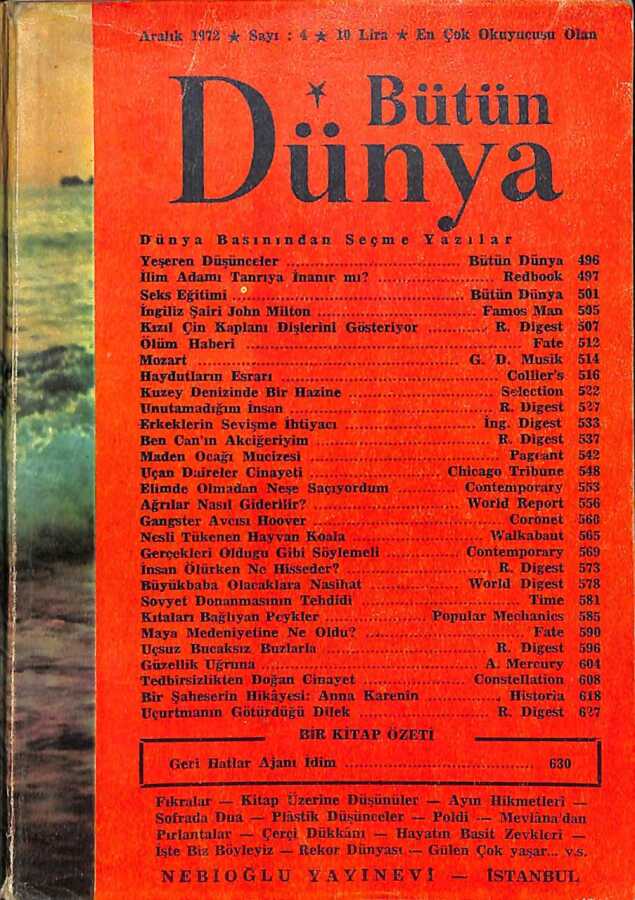 Aralık 1972 ★ Sayı : 4 ★ 10 Lira ★ En Çok Okuyucusu Olan
Bütün
Dünya
Dünya Basınından Seçme Yazılar
Yeşeren Düşünceler .......... Bütün Dünya 496
İlim Adamı Tanrıya İnanır mı? .......... Redbook 497
Seks Eğitimi .......... Bütün Dünya 501
İngiliz Şairi John Milton .......... Famos Man 505
Kızıl Çin Kaplanı Dişlerini Gösteriyor .......... R. Digest 507
Ölüm Haberi .......... Fate 512
Mozart .......... G. D. Musik 514
Haydutların Esrarı .......... Collier's 516
Kuzey Denizinde Bir Hazine .......... Selection 522
Unutamadığım İnsan .......... R. Digest 527
Erkeklerin Sevişme İhtiyacı .......... İng. Digest 533
Ben Can'ın Akciğeriyim .......... R. Digest 537
Maden Ocağı Mucizesi .......... Pageant 542
Uçan Daireler Cinayeti .......... Chicago Tribune 548
Elimde Olmadan Neşe Saçıyordum .......... Contemporary 553
Ağrılar Nasıl Giderilir? .......... World Report 556
Gangster Avcısı Hoover .......... Coronet 560
Nesli Tükenen Hayvan Koala .......... Walkabaut 565
Gerçekleri Oldugu Gibi Söylemeli .......... Contemporary 569
İnsan Ölürken Ne Hisseder? .......... R. Digest 573
Büyükbaba Olacaklara Nasihat .......... World Digest 578
Sovyet Donanmasının Tehdidi .......... Time 581
Kıtaları Bağlıyan Peykler .......... Popular Mechanics 585
Maya Medeniyetine Ne Oldu? .......... Fate 590
Uçsuz Bucaksız Buzlarla .......... R. Digest 596
Güzellik Uğruna .......... A. Mercury 604
Tedbirsizlikten Doğan Cinayet .......... Constellation 608
Bir Şaheserin Hikâyesi: Anna Karenin .......... Historia 618
Uçurtmanın Götürdüğü Dilek .......... R. Digest 627
BİR KİTAP ÖZETİ
Geri Hatlar Ajanı İdim .......... 630
Fıkralar — Kitap Üzerine Düşünüler — Ayın Hikmetleri —
Sofrada Dua — Plâstik Düşünceler — Poldi — Mevlâna'dan
Pırlantalar — Çerçi Dükkânı — Hayatın Basit Zevkleri —
İşte Biz Böyleyiz — Rekor Dünyası — Gülen Çok yaşar... v.s.
NEBİOĞLU YAYINEVİ — İSTANBUL